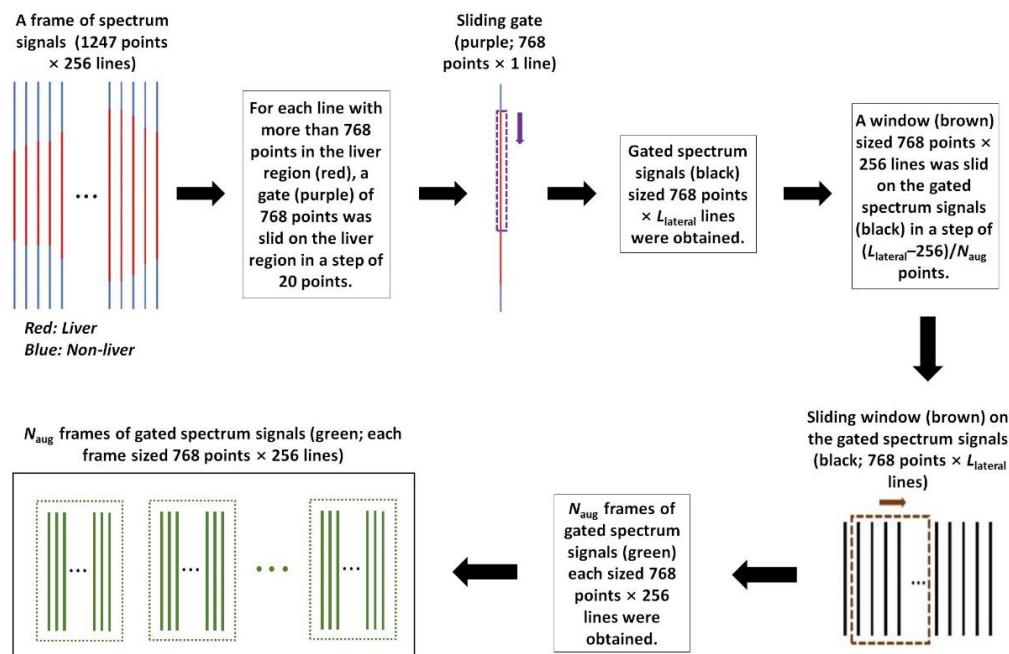 A frame of spectrum
signals (1247 points
× 256 lines)
...
Red: Liver
Blue: Non-liver
For each line with
more than 768
points in the liver
region (red), a
gate (purple) of
768 points was
slid on the liver
region in a step of
20 points.
Sliding gate
(purple; 768
points × 1 line)
Gated spectrum
signals (black)
sized 768 points
× Llateral lines
were obtained.
A window (brown)
sized 768 points ×
256 lines was slid
on the gated
spectrum signals
(black) in a step of
(Llateral–256)/Naug
points.
Sliding window (brown) on
the gated spectrum signals
(black; 768 points × Llateral
lines)
...
Naug frames of
gated spectrum
signals (green)
each sized 768
points × 256
lines were
obtained.
Naug frames of gated spectrum signals (green; each
frame sized 768 points × 256 lines)
... ... ... ...